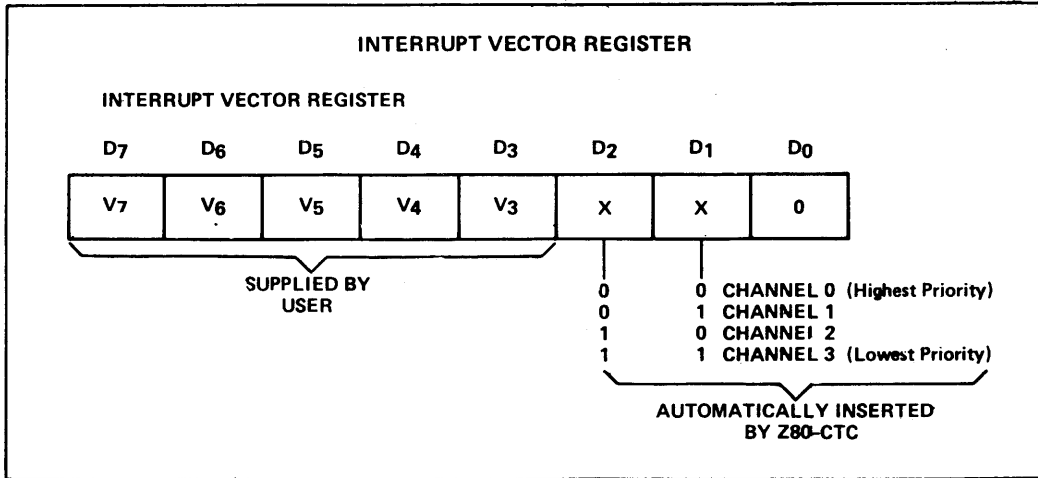 INTERRUPT VECTOR REGISTER
INTERRUPT VECTOR REGISTER
D7 D6 D5 D4 D3 D2 D1 D0
V7 V6 V5 V4 V3 X X 0
SUPPLIED BY
USER
0 0 CHANNEL 0 (Highest Priority)
0 1 CHANNEL 1
1 0 CHANNEL 2
1 1 CHANNEL 3 (Lowest Priority)
AUTOMATICALLY INSERTED
BY Z80-CTC